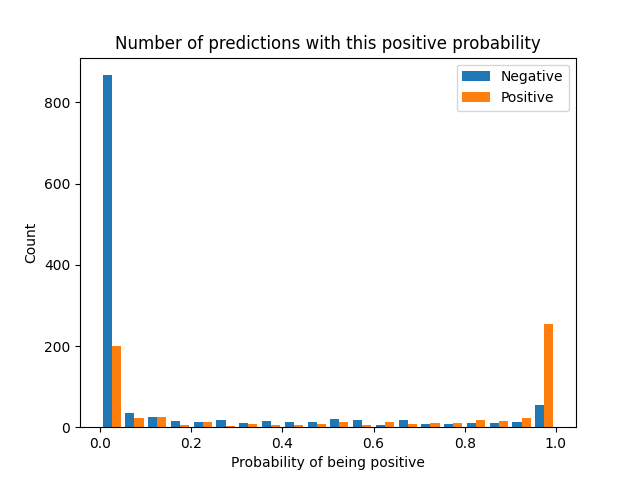 Number of predictions with this positive probability
Negative
Positive
Count
800
600
400
200
0
0.0 0.2 0.4 0.6 0.8 1.0
Probability of being positive